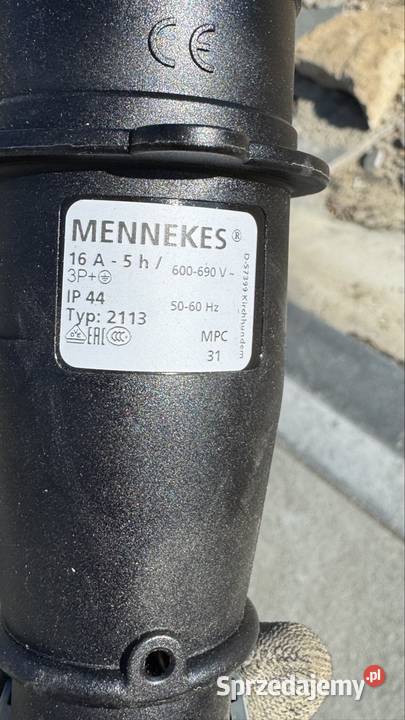 CE
MENNEKES®
16 A - 5 h / 600-690 V ~
3P+⏚
IP 44 50-60 Hz
Typ: 2113
EAC CCC MPC
31
D-57399 Kirchhundem
Sprzedajemy.pl